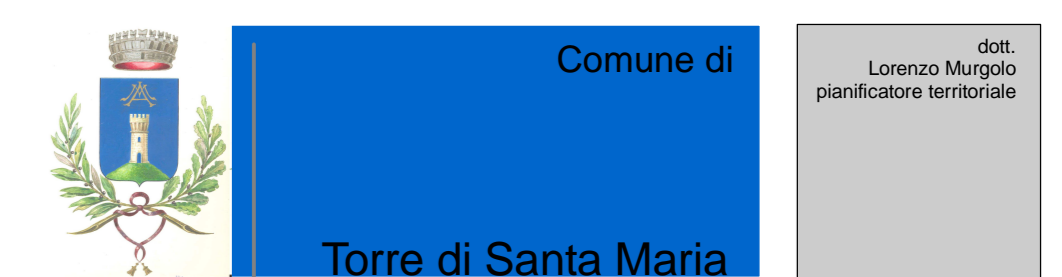 Comune di
Torre di Santa Maria
dott.
Lorenzo Murgolo
pianificatore territoriale